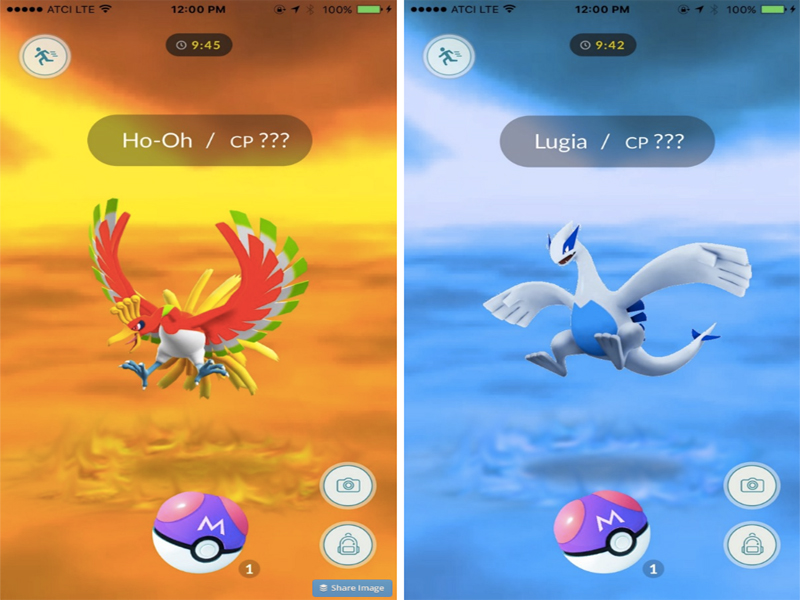 ATCI LTE 12:00 PM 100%
9:45
Ho-Oh / CP ???
M
1
Share Image
ATCI LTE 12:00 PM 100%
9:42
Lugia / CP ???
M
1